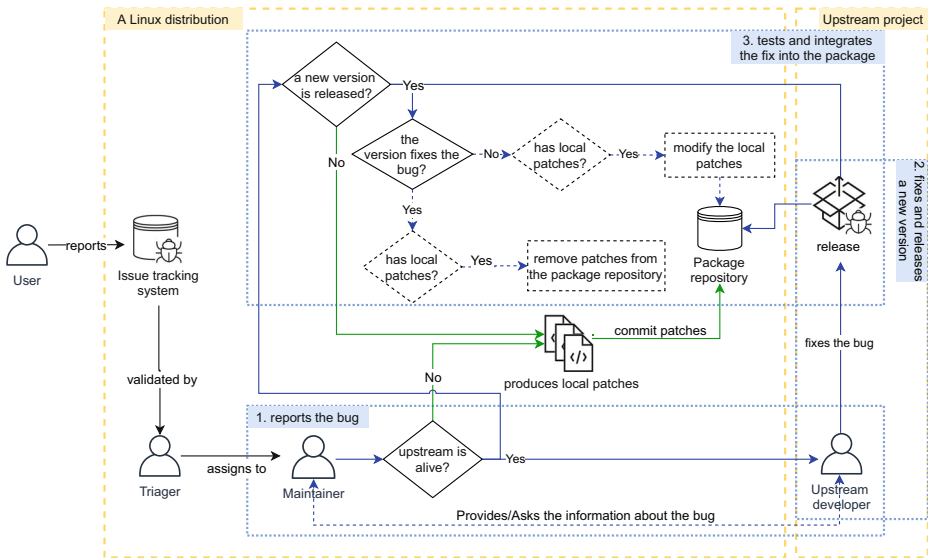 A Linux distribution
Upstream project
3. tests and integrates
the fix into the package
a new version
is released?
Yes
No
the
version fixes the
bug?
No
has local
patches?
Yes
modify the local
patches
Yes
has local
patches?
Yes
remove patches from
the package repository
Package
repository
release
2. fixes and releases
a new version
User
reports
Issue tracking
system
validated by
commit patches
produces local patches
fixes the bug
No
1. reports the bug
Triager
assigns to
Maintainer
upstream is
alive?
Yes
Upstream
developer
Provides/Asks the information about the bug